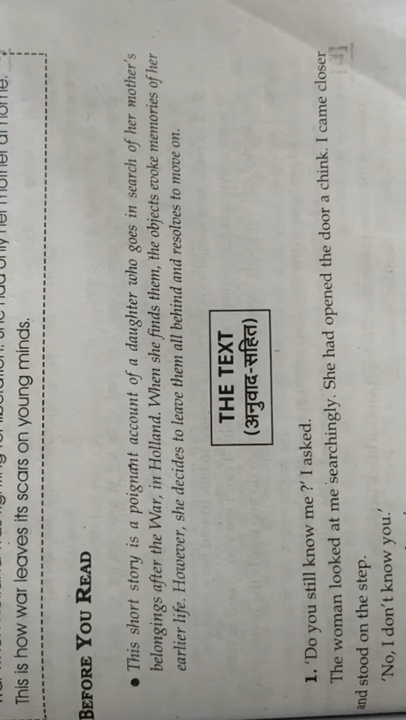 This is how war leaves its scars on young minds.
BEFORE YOU READ
• This short story is a poignant account of a daughter who goes in search of her mother's
belongings after the War, in Holland. When she finds them, the objects evoke memories of her
earlier life. However, she decides to leave them all behind and resolves to move on.
THE TEXT
(अनुवाद-सहित)
1. 'Do you still know me ?' I asked.
The woman looked at me searchingly. She had opened the door a chink. I came closer
and stood on the step.
'No, I don't know you.'